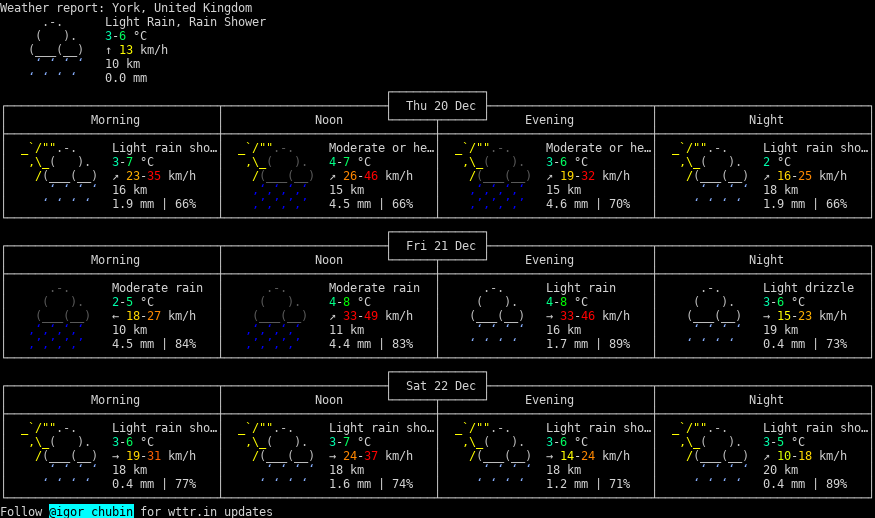 Weather report: York, United Kingdom
Light Rain, Rain Shower
3-6 °C
↑ 13 km/h
10 km
0.0 mm
Thu 20 Dec
Morning Noon Evening Night
Light rain sho… Moderate or he… Moderate or he… Light rain sho…
3-7 °C 4-7 °C 3-6 °C 2 °C
↗ 23-35 km/h ↗ 26-46 km/h ↗ 19-32 km/h ↗ 16-25 km/h
16 km 15 km 15 km 18 km
1.9 mm | 66% 4.5 mm | 66% 4.6 mm | 70% 1.9 mm | 66%
Fri 21 Dec
Morning Noon Evening Night
Moderate rain Moderate rain Light rain Light drizzle
2-5 °C 4-8 °C 4-8 °C 3-6 °C
← 18-27 km/h ↗ 33-49 km/h → 33-46 km/h → 15-23 km/h
10 km 11 km 16 km 19 km
4.5 mm | 84% 4.4 mm | 83% 1.7 mm | 89% 0.4 mm | 73%
Sat 22 Dec
Morning Noon Evening Night
Light rain sho… Light rain sho… Light rain sho… Light rain sho…
3-6 °C 3-7 °C 3-6 °C 3-5 °C
→ 19-31 km/h → 24-37 km/h → 14-24 km/h ↗ 10-18 km/h
18 km 18 km 18 km 20 km
0.4 mm | 77% 1.6 mm | 74% 1.2 mm | 71% 0.4 mm | 89%
Follow @igor_chubin for wttr.in updates